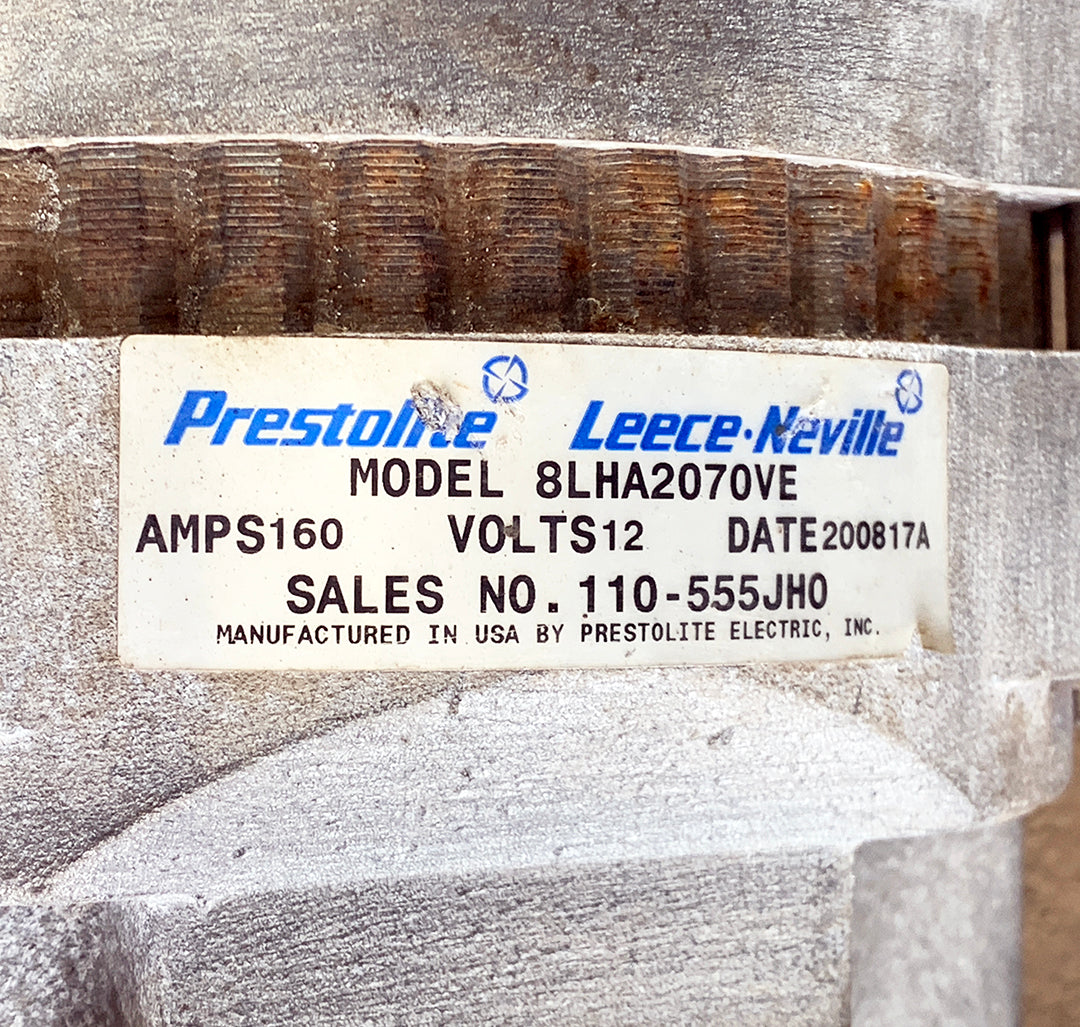 Prestolite Leece·Neville
MODEL 8LHA2070VE
AMPS160 VOLTS12 DATE200817A
SALES NO. 110-555JHO
MANUFACTURED IN USA BY PRESTOLITE ELECTRIC, INC.